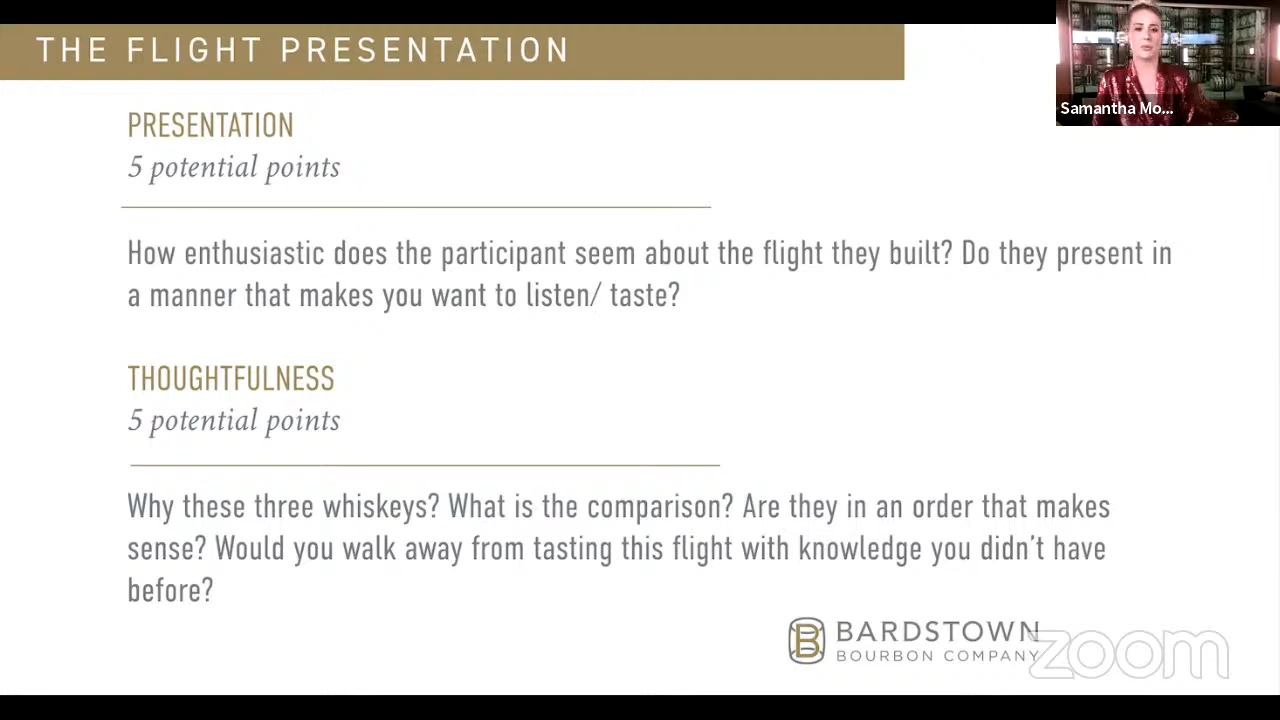 THE FLIGHT PRESENTATION
Samantha Mo...
PRESENTATION
5 potential points
How enthusiastic does the participant seem about the flight they built? Do they present in
a manner that makes you want to listen/ taste?
THOUGHTFULNESS
5 potential points
Why these three whiskeys? What is the comparison? Are they in an order that makes
sense? Would you walk away from tasting this flight with knowledge you didn't have
before?
B
BARDSTOWN
BOURBON COMPANY
zoom